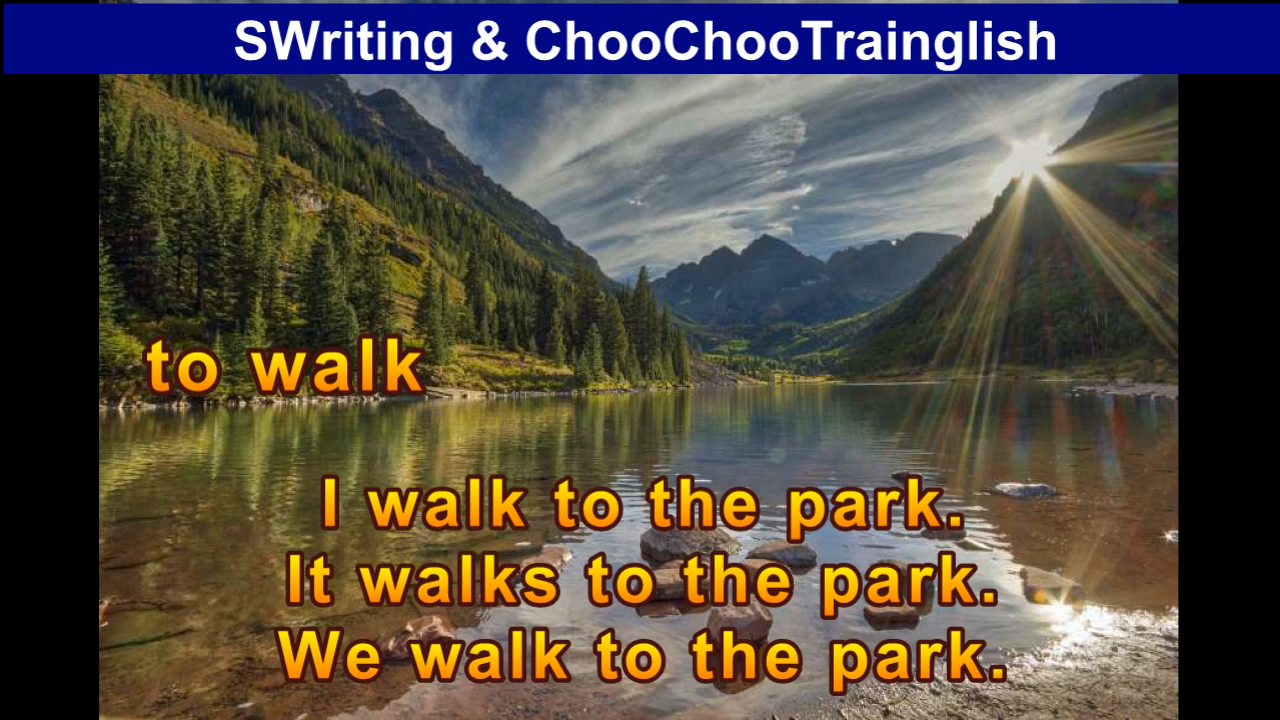 SWriting & ChooChooTrainglish
to walk
I walk to the park.
It walks to the park.
We walk to the park.